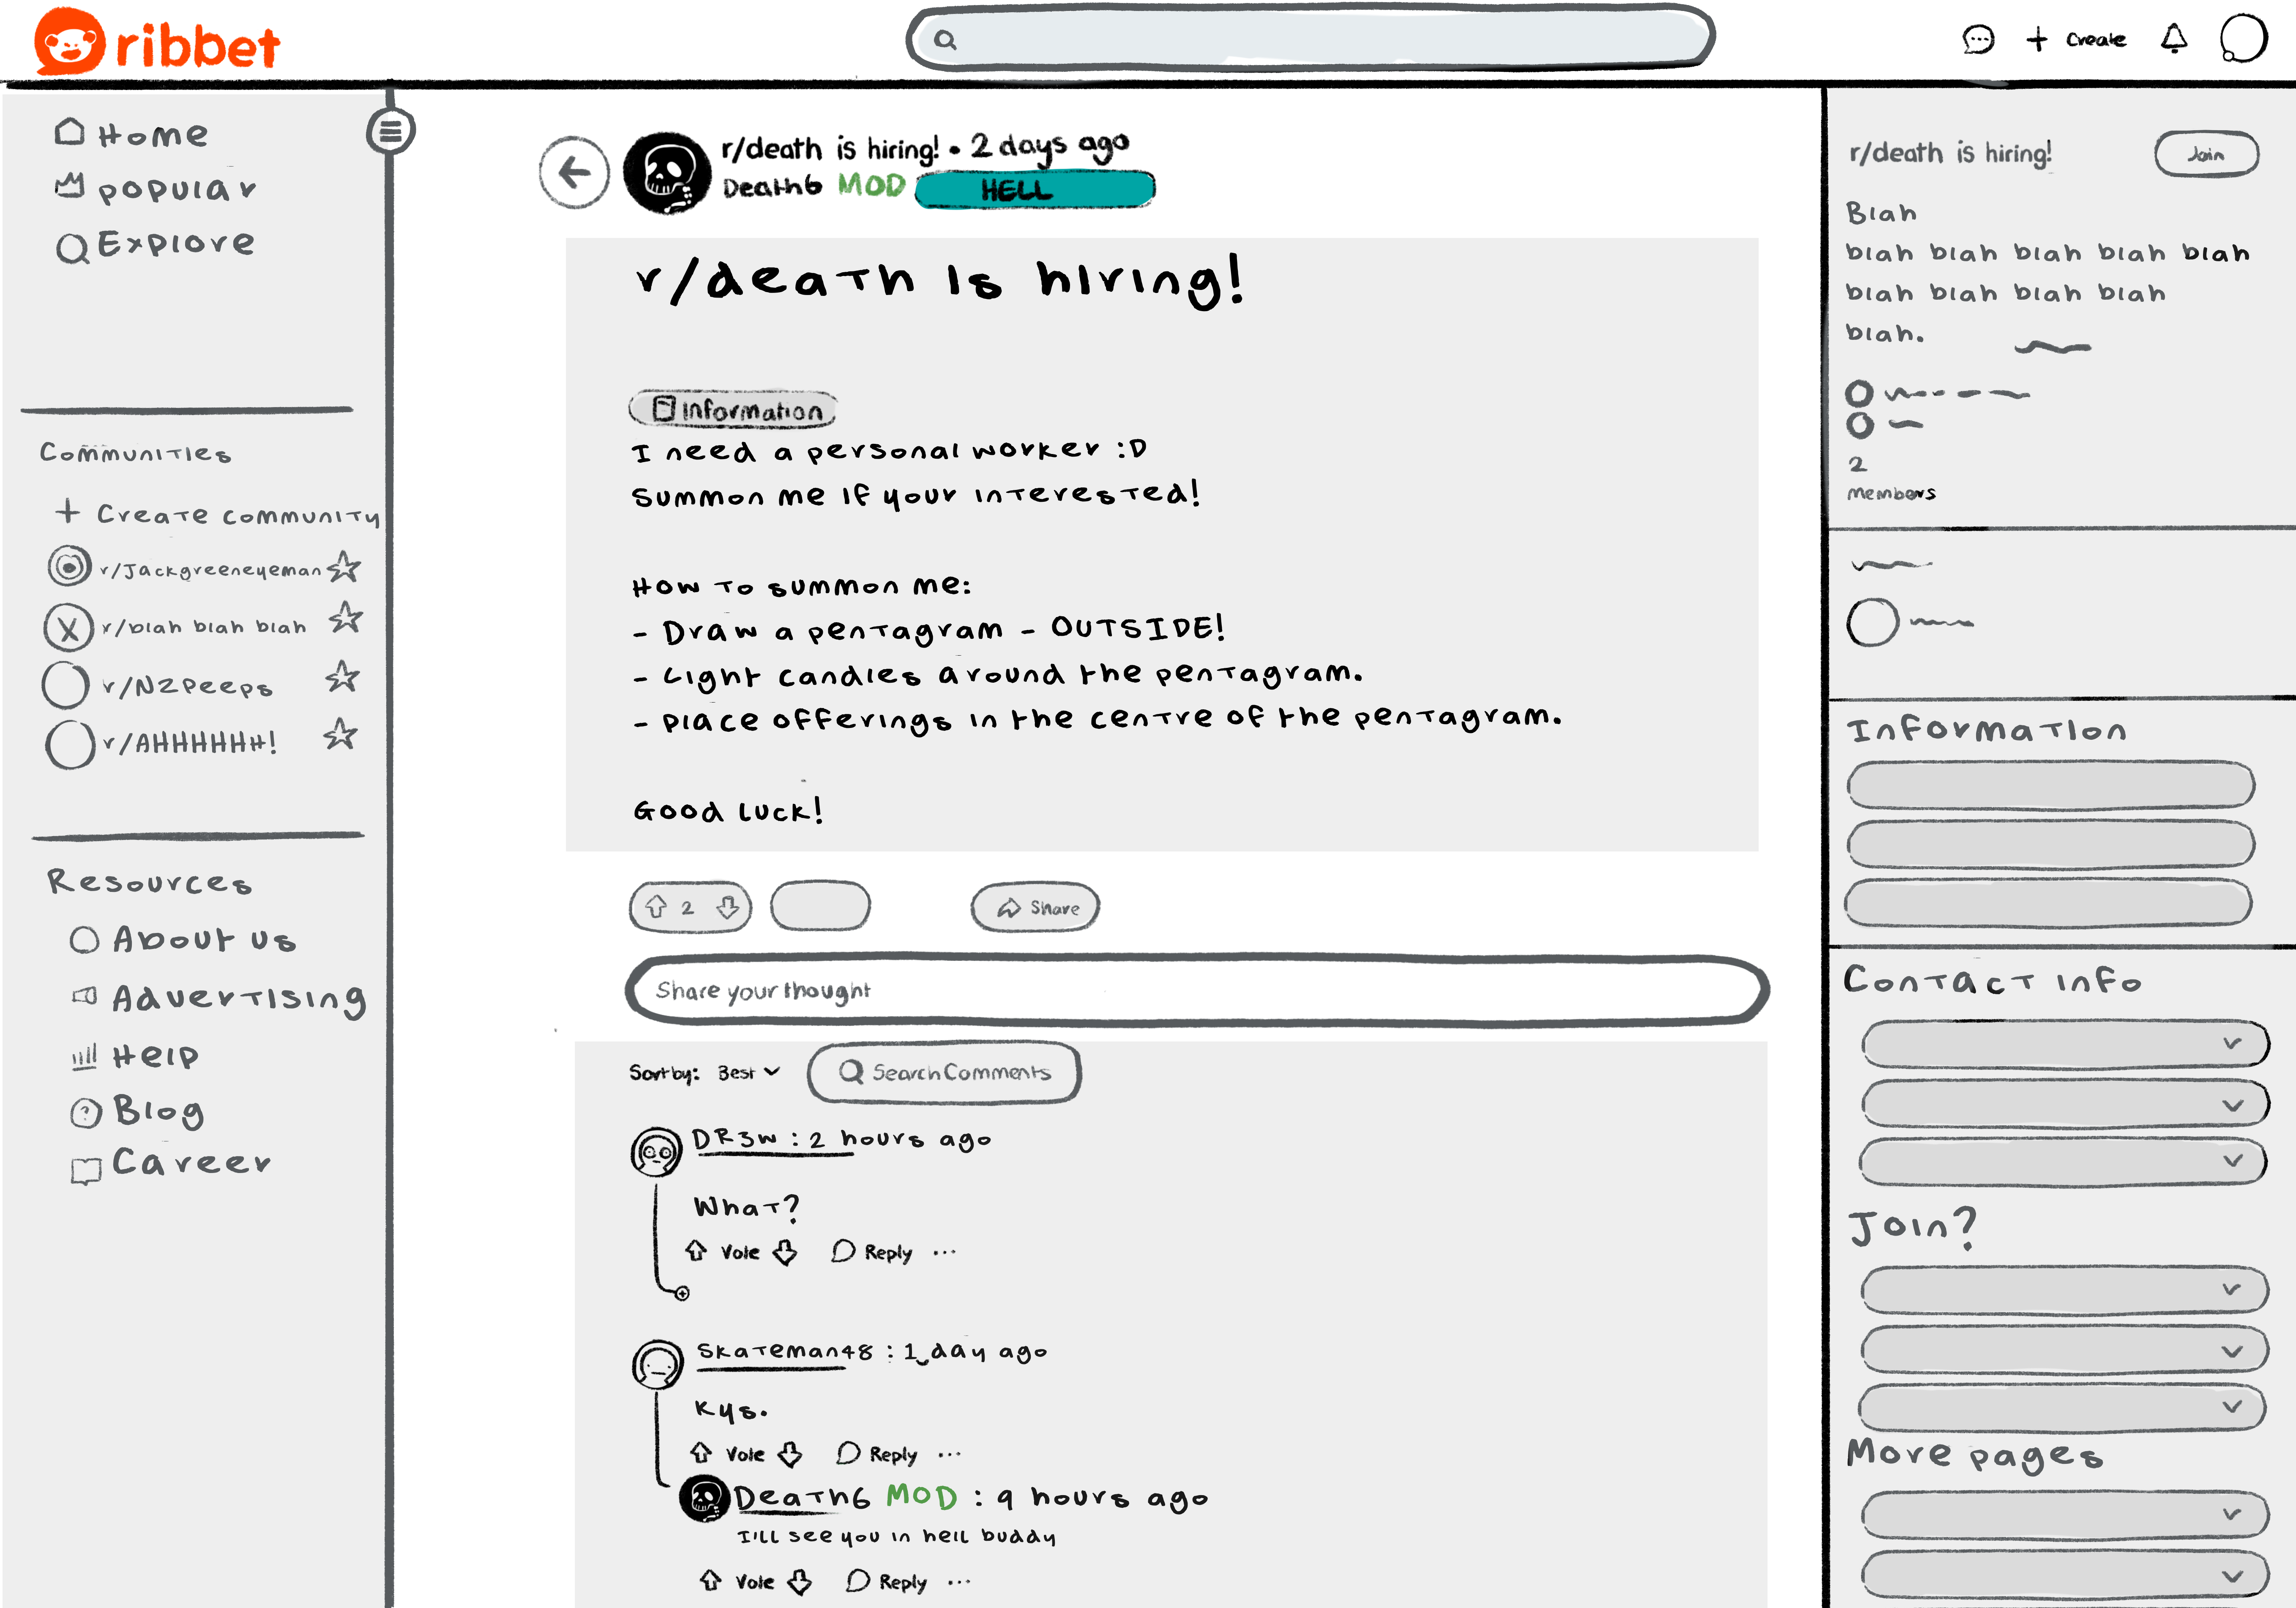 ribbet
Create
Home
Popular
Explore
Communities
+ Create community
r/Jackgreeneyeman
r/blah blah blah
r/NZPeeps
r/AHHHHHH!
Resources
About us
Advertising
Help
Blog
Career
r/death is hiring! • 2 days ago
Death6 MOD HELL
r/death is hiring!
Information
I need a personal worker :D
Summon me if your interested!
How to summon me:
- Draw a pentagram - OUTSIDE!
- Light candles around the pentagram.
- Place offerings in the centre of the pentagram.
Good luck!
2
Share
Share your thought
Sort by: Best
Search Comments
DR3W : 2 hours ago
What?
Vote Reply ...
Skateman48 : 1 day ago
Kys.
Vote Reply ...
Death6 MOD : 9 hours ago
I'll see you in hell buddy
Vote Reply ...
r/death is hiring!
Join
Blah
blah blah blah blah blah
blah blah blah blah
blah.
2
members
Information
Contact info
Join?
More pages